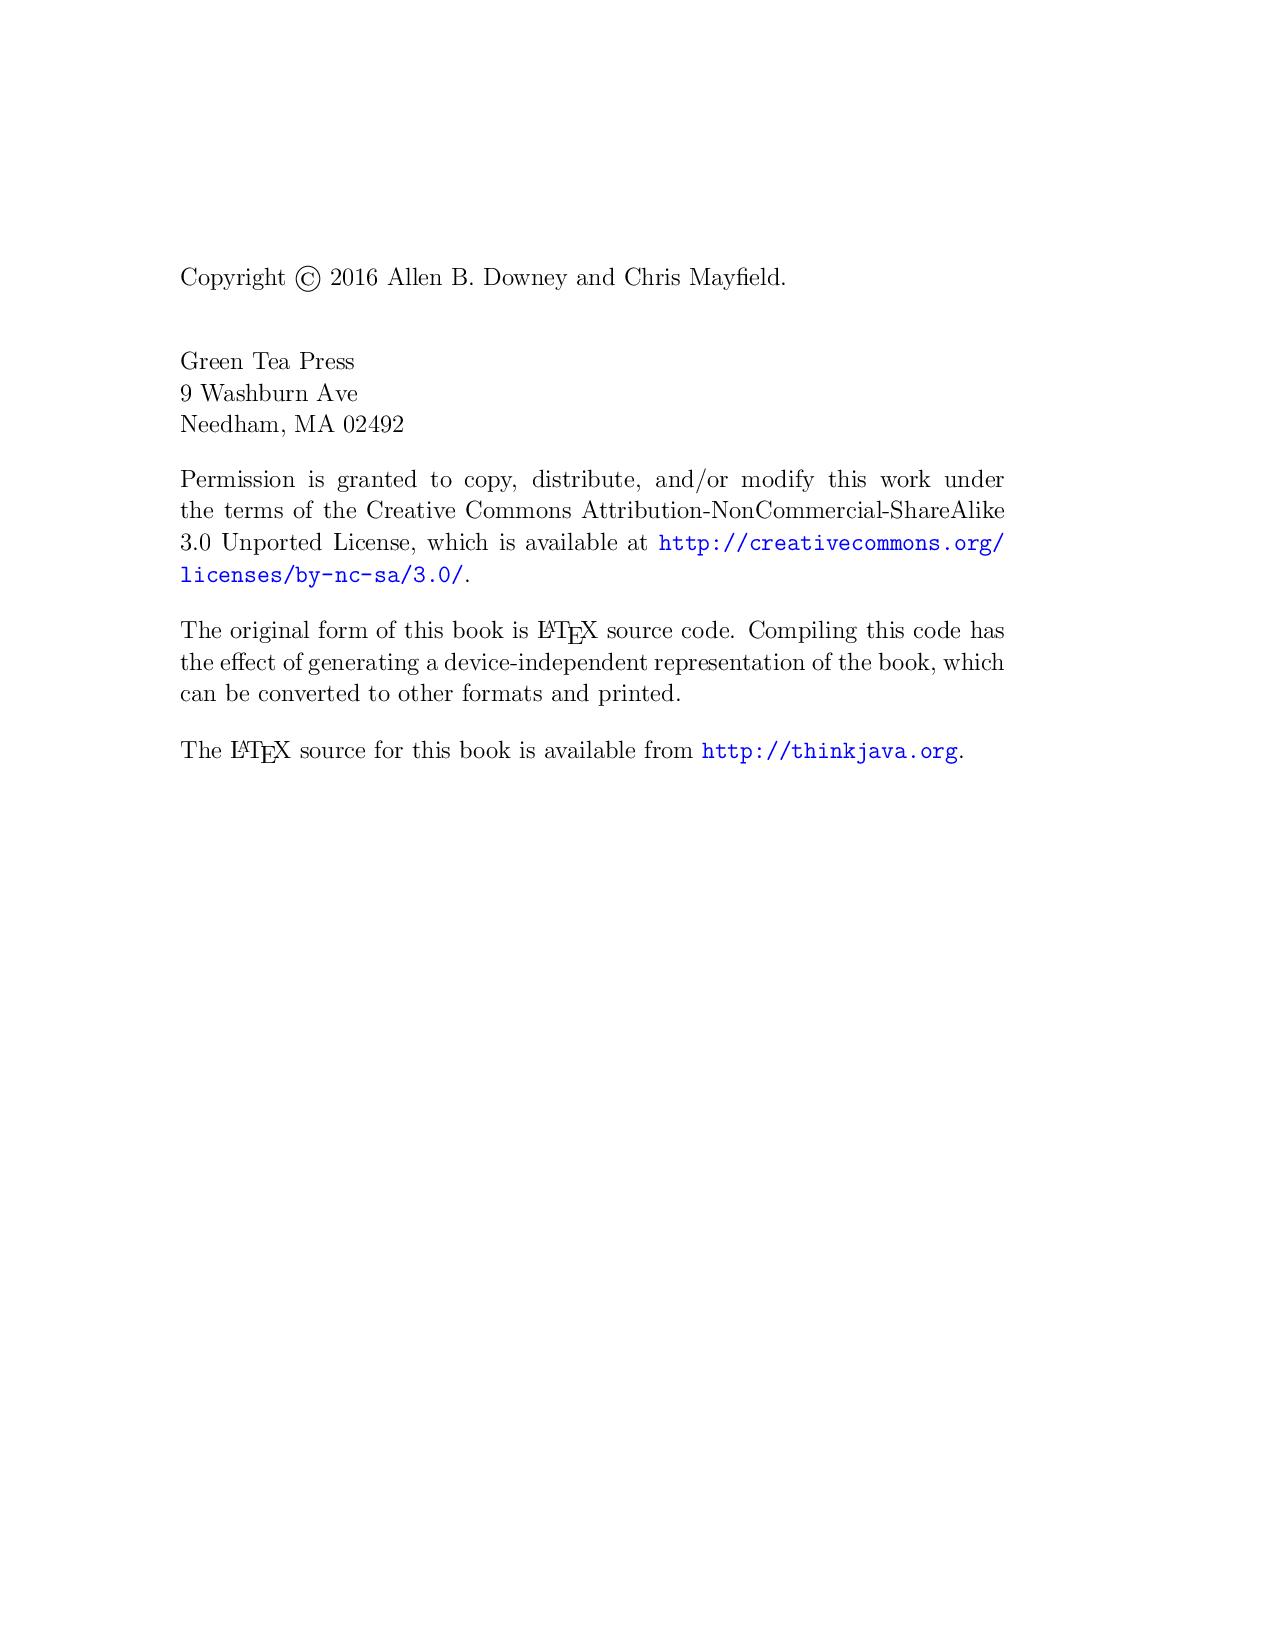 Copyright © 2016 Allen B. Downey and Chris Mayfield.
Green Tea Press
9 Washburn Ave
Needham, MA 02492
Permission is granted to copy, distribute, and/or modify this work under
the terms of the Creative Commons Attribution-NonCommercial-ShareAlike
3.0 Unported License, which is available at http://creativecommons.org/
licenses/by-nc-sa/3.0/.
The original form of this book is LATEX source code. Compiling this code has
the effect of generating a device-independent representation of the book, which
can be converted to other formats and printed.
The LATEX source for this book is available from http://thinkjava.org.